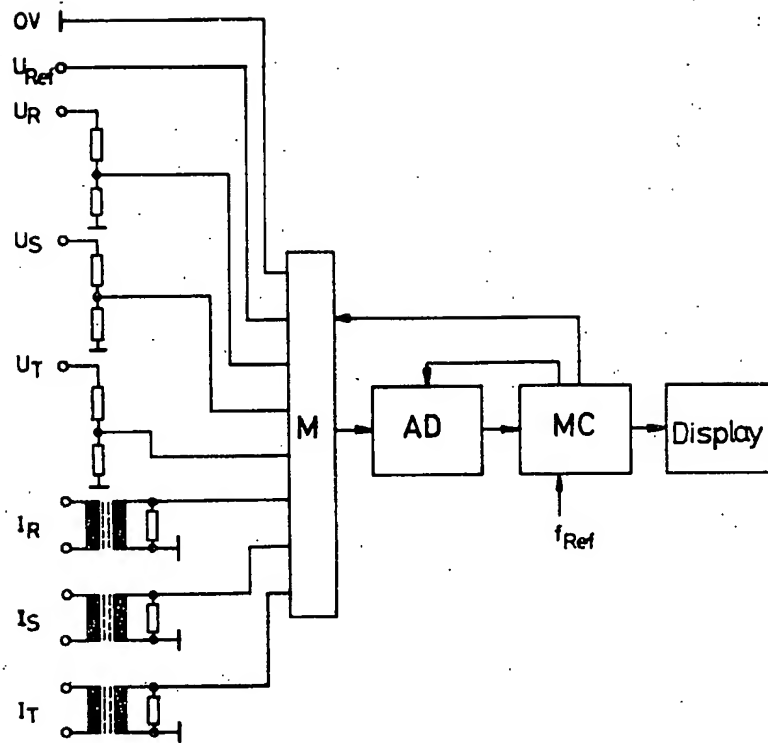 0V
U_Ref
U_R
U_S
U_T
M
AD
MC
Display
f_Ref
I_R
I_S
I_T